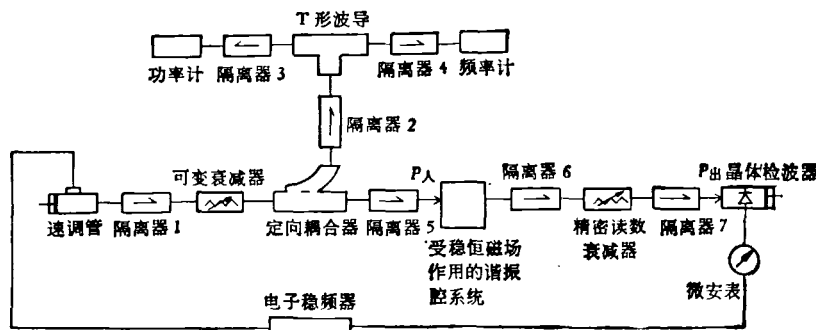 T 形波导
功率计
隔离器 3
隔离器 4
频率计
隔离器 2
可变衰减器
P入
隔离器 6
P出晶体检波器
速调管
隔离器 1
定向耦合器
隔离器 5
受稳恒磁场
作用的谐振
腔系统
精密读数
衰减器
隔离器 7
微安表
电子稳频器